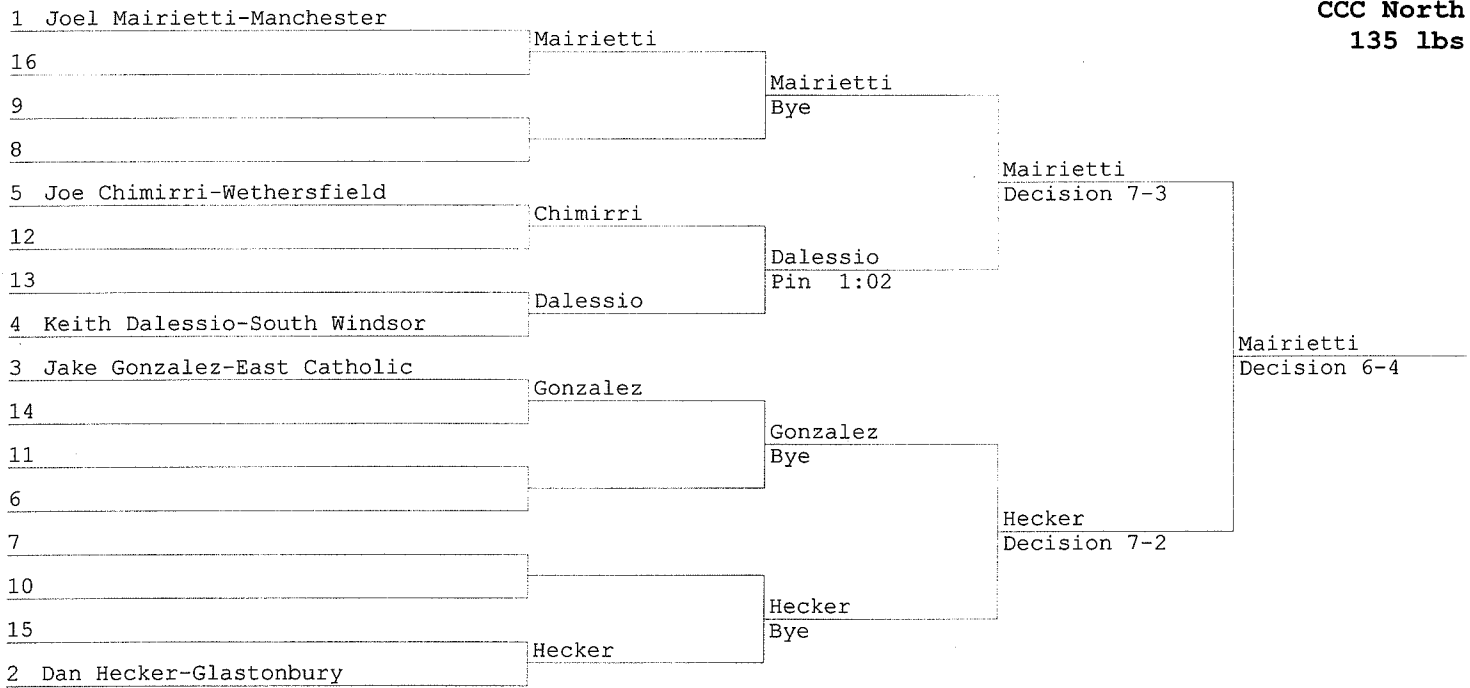 CCC North
135 lbs
1 Joel Mairietti-Manchester
Mairietti
16
Mairietti
Bye
9
8
Mairietti
Decision 7-3
5 Joe Chimirri-Wethersfield
Chimirri
12
Dalessio
Pin 1:02
13
Dalessio
4 Keith Dalessio-South Windsor
Mairietti
Decision 6-4
3 Jake Gonzalez-East Catholic
Gonzalez
14
Gonzalez
Bye
11
6
Hecker
Decision 7-2
7
10
Hecker
Bye
15
Hecker
2 Dan Hecker-Glastonbury